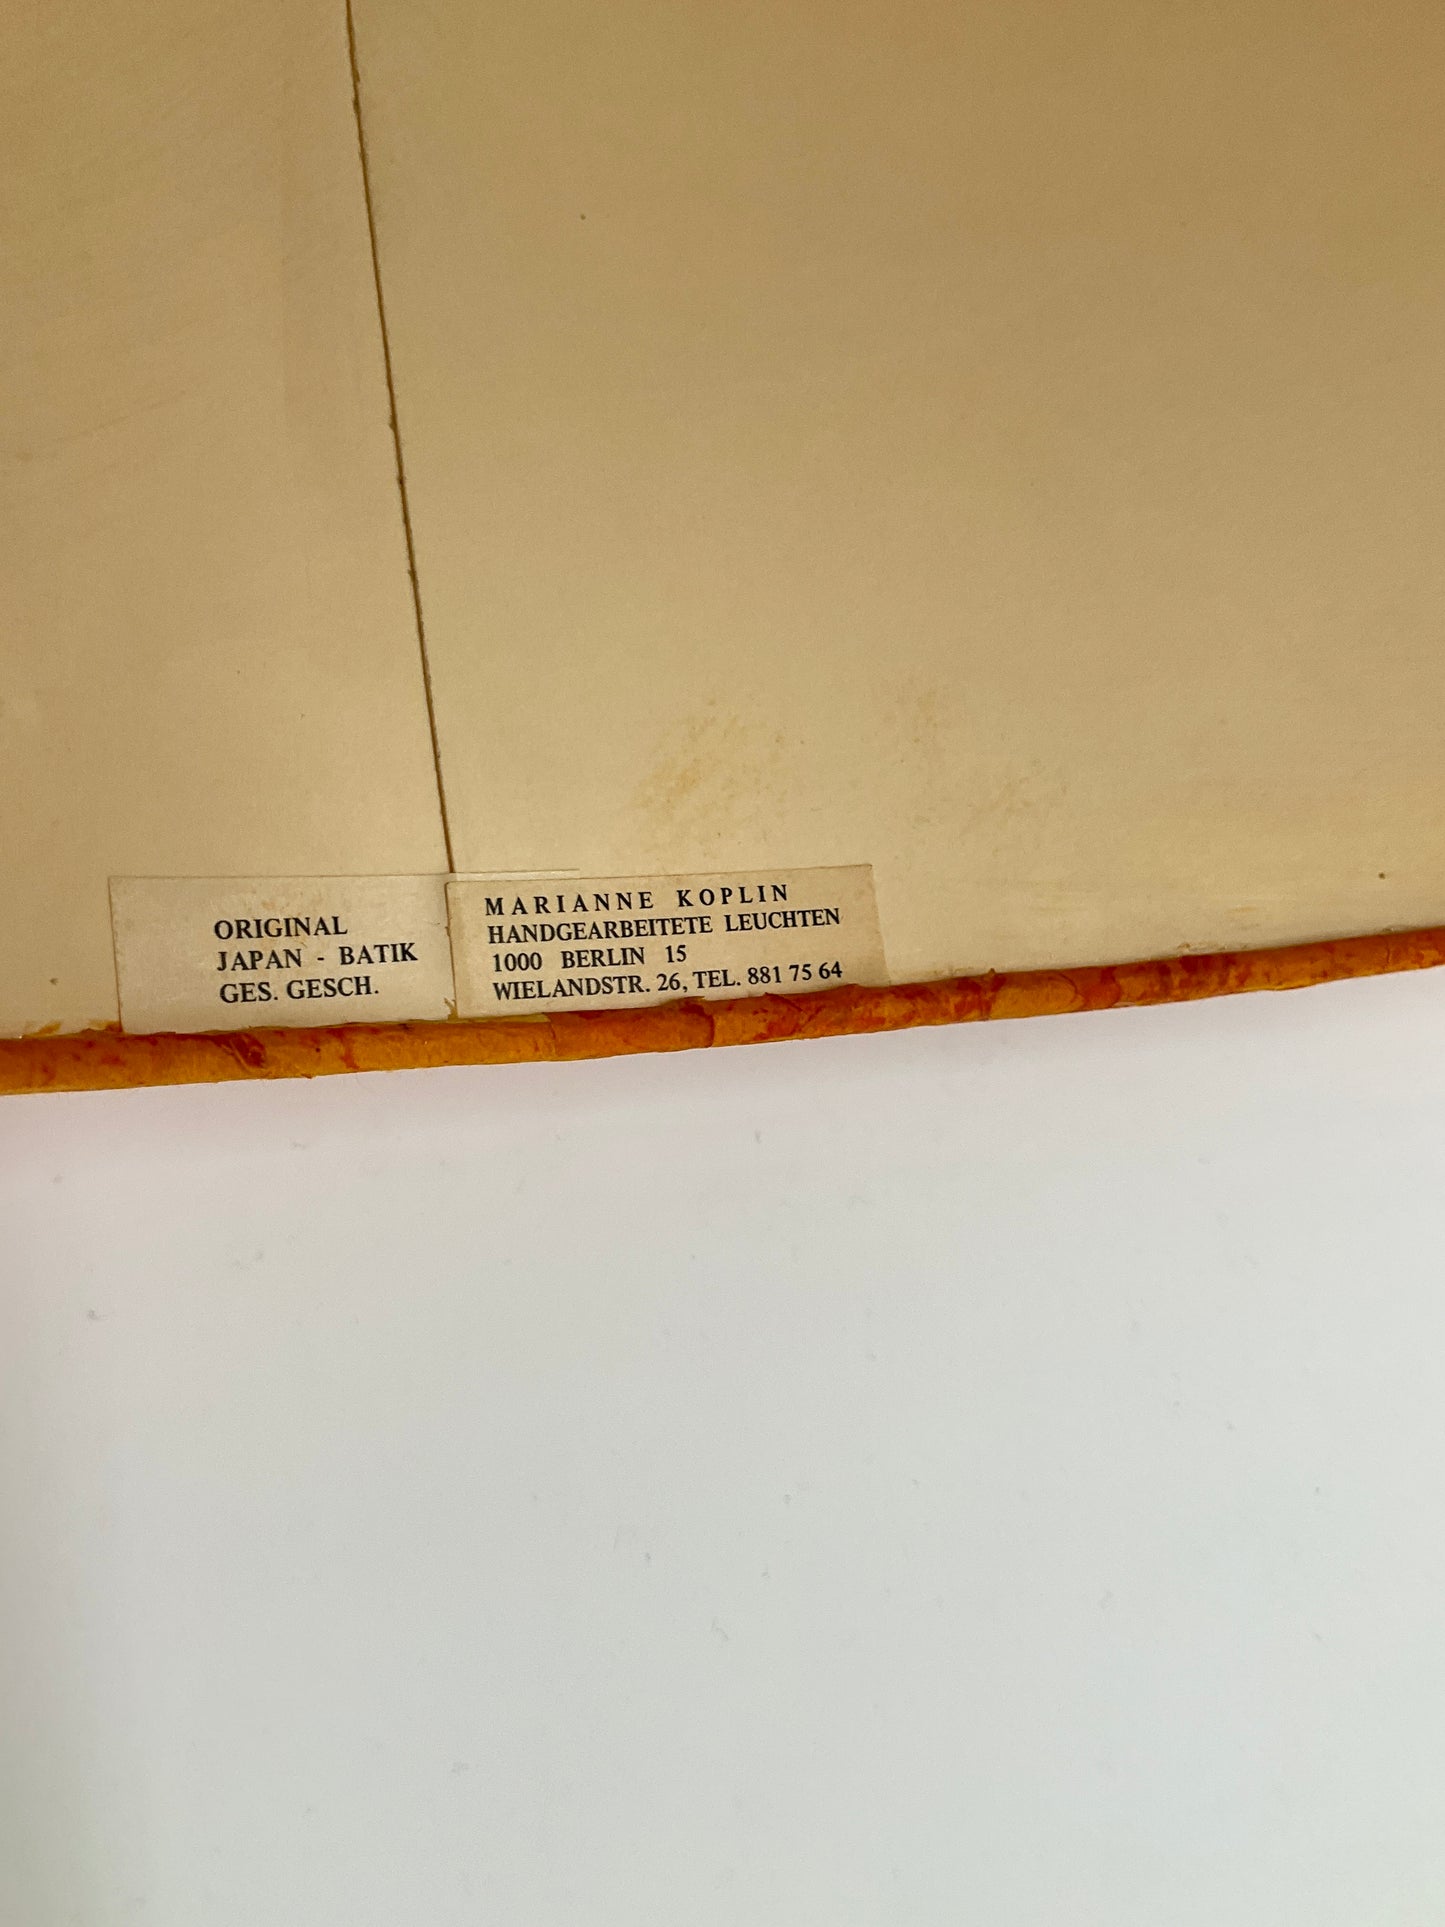 ORIGINAL
JAPAN - BATIK
GES. GESCH.
MARIANNE KOPLIN
HANDGEARBEITETE LEUCHTEN
1000 BERLIN 15
WIELANDSTR. 26, TEL. 881 75 64